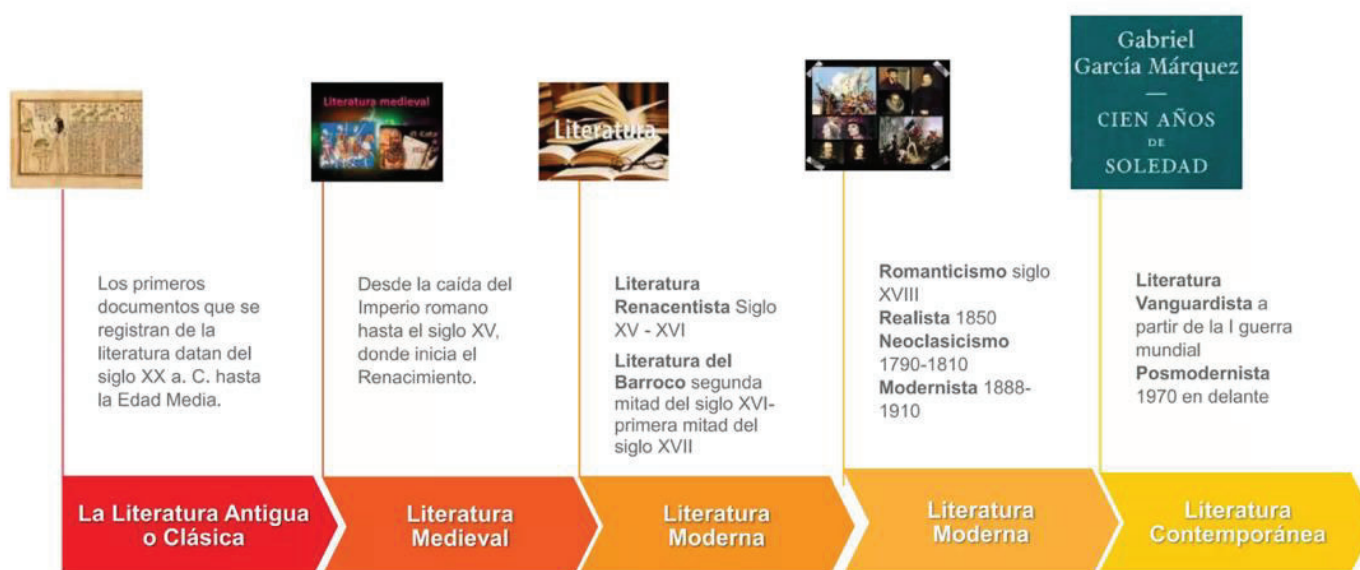 Literatura medieval
El Cid
Literatura
Gabriel
García Márquez
CIEN AÑOS
DE
SOLEDAD
Los primeros
documentos que se
registran de la
literatura datan del
siglo XX a. C. hasta
la Edad Media.
Desde la caída del
Imperio romano
hasta el siglo XV,
donde inicia el
Renacimiento.
Literatura
Renacentista Siglo
XV - XVI
Literatura del
Barroco segunda
mitad del siglo XVI-
primera mitad del
siglo XVII
Romanticismo siglo
XVIII
Realista 1850
Neoclasicismo
1790-1810
Modernista 1888-
1910
Literatura
Vanguardista a
partir de la I guerra
mundial
Posmodernista
1970 en delante
La Literatura Antigua
o Clásica
Literatura
Medieval
Literatura
Moderna
Literatura
Moderna
Literatura
Contemporánea